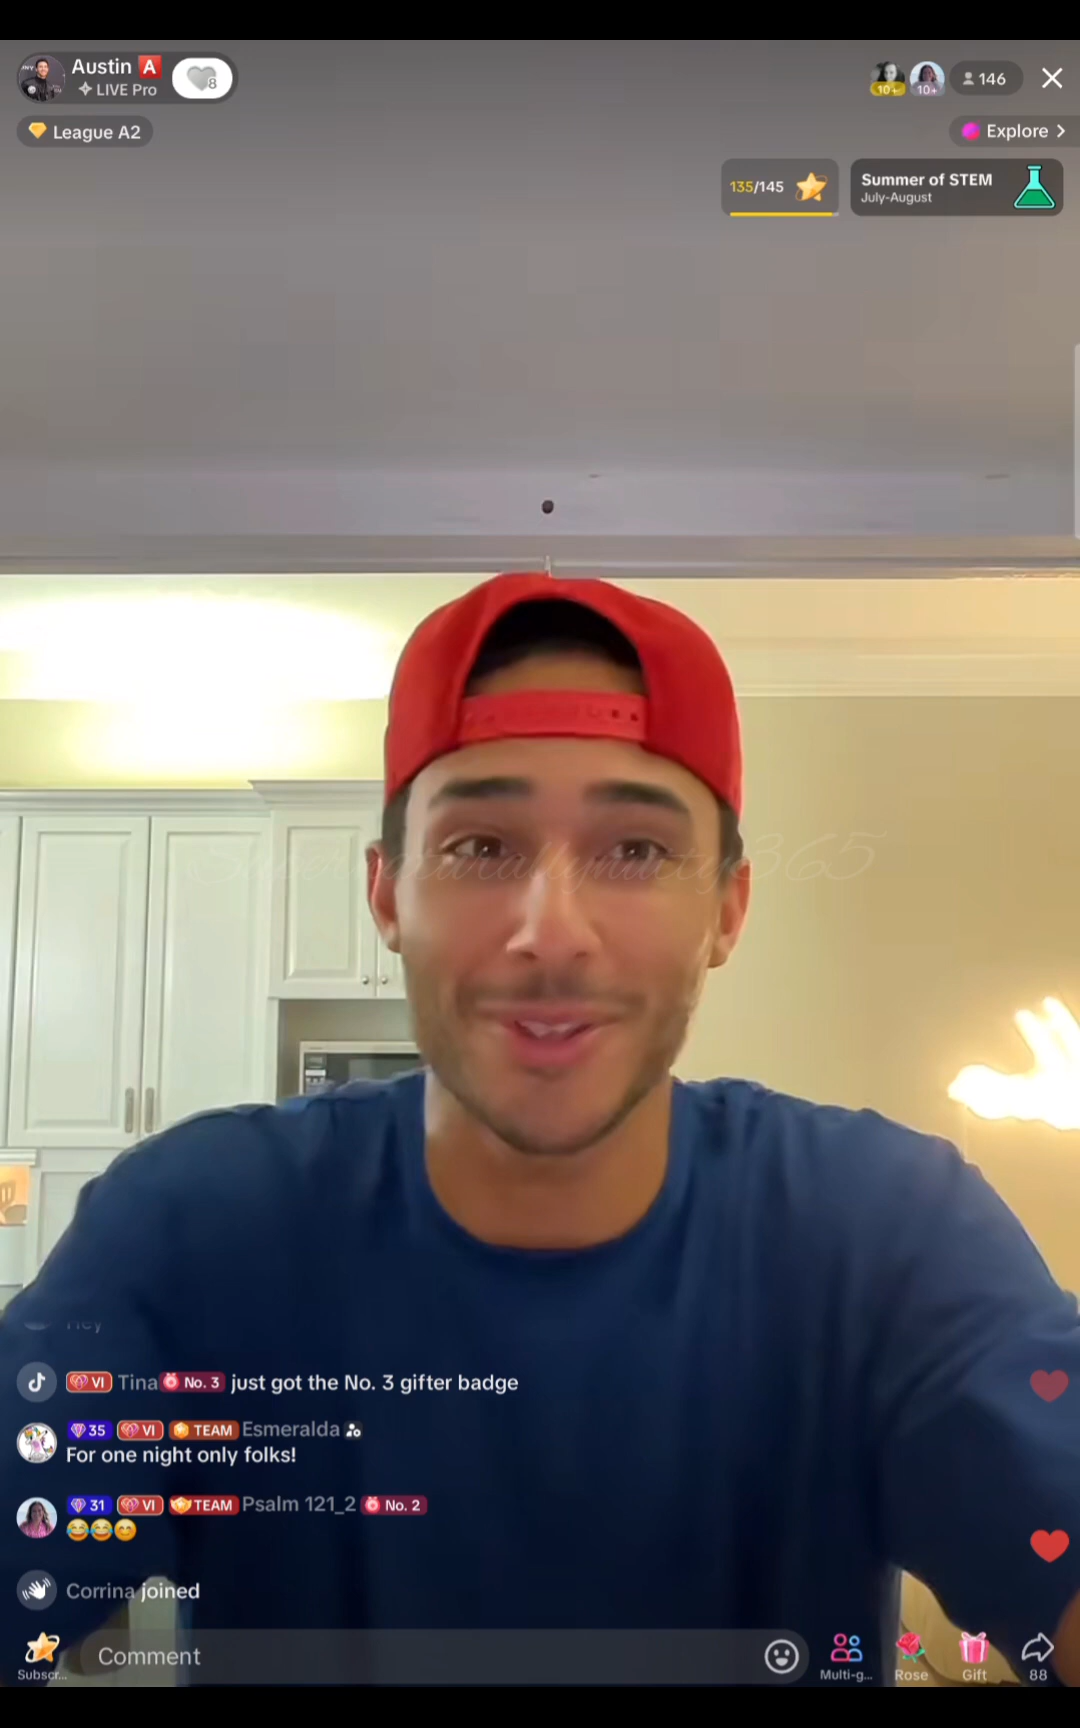 Austin A
LIVE Pro
8
10+
10+
146
League A2
Explore >
135/145
Summer of STEM
July-August
Supernaturallynutty365
Hey
VI Tina No. 3 just got the No. 3 gifter badge
35 VI TEAM Esmeralda
For one night only folks!
31 VI TEAM Psalm 121_2 No. 2
Corrina joined
Subscr...
Comment
Multi-g...
Rose
Gift
88